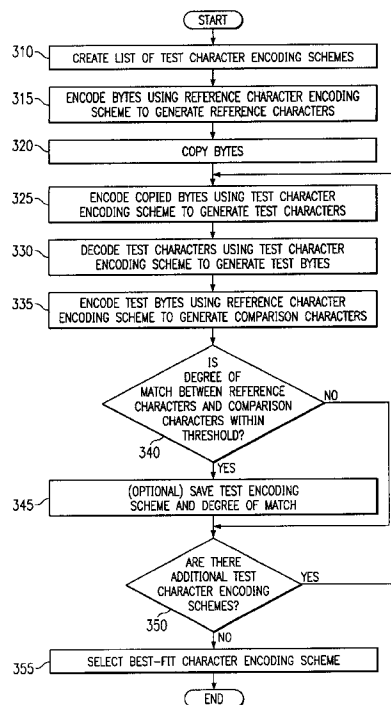 START
310
CREATE LIST OF TEST CHARACTER ENCODING SCHEMES
315
ENCODE BYTES USING REFERENCE CHARACTER ENCODING
SCHEME TO GENERATE REFERENCE CHARACTERS
320
COPY BYTES
325
ENCODE COPIED BYTES USING TEST CHARACTER
ENCODING SCHEME TO GENERATE TEST CHARACTERS
330
DECODE TEST CHARACTERS USING TEST CHARACTER
ENCODING SCHEME TO GENERATE TEST BYTES
335
ENCODE TEST BYTES USING REFERENCE CHARACTER
ENCODING SCHEME TO GENERATE COMPARISON CHARACTERS
IS
DEGREE OF
MATCH BETWEEN REFERENCE
CHARACTERS AND COMPARISON
CHARACTERS WITHIN
THRESHOLD?
NO
340
YES
345
(OPTIONAL) SAVE TEST ENCODING
SCHEME AND DEGREE OF MATCH
ARE THERE
ADDITIONAL TEST
CHARACTER ENCODING
SCHEMES?
YES
350
NO
355
SELECT BEST-FIT CHARACTER ENCODING SCHEME
END